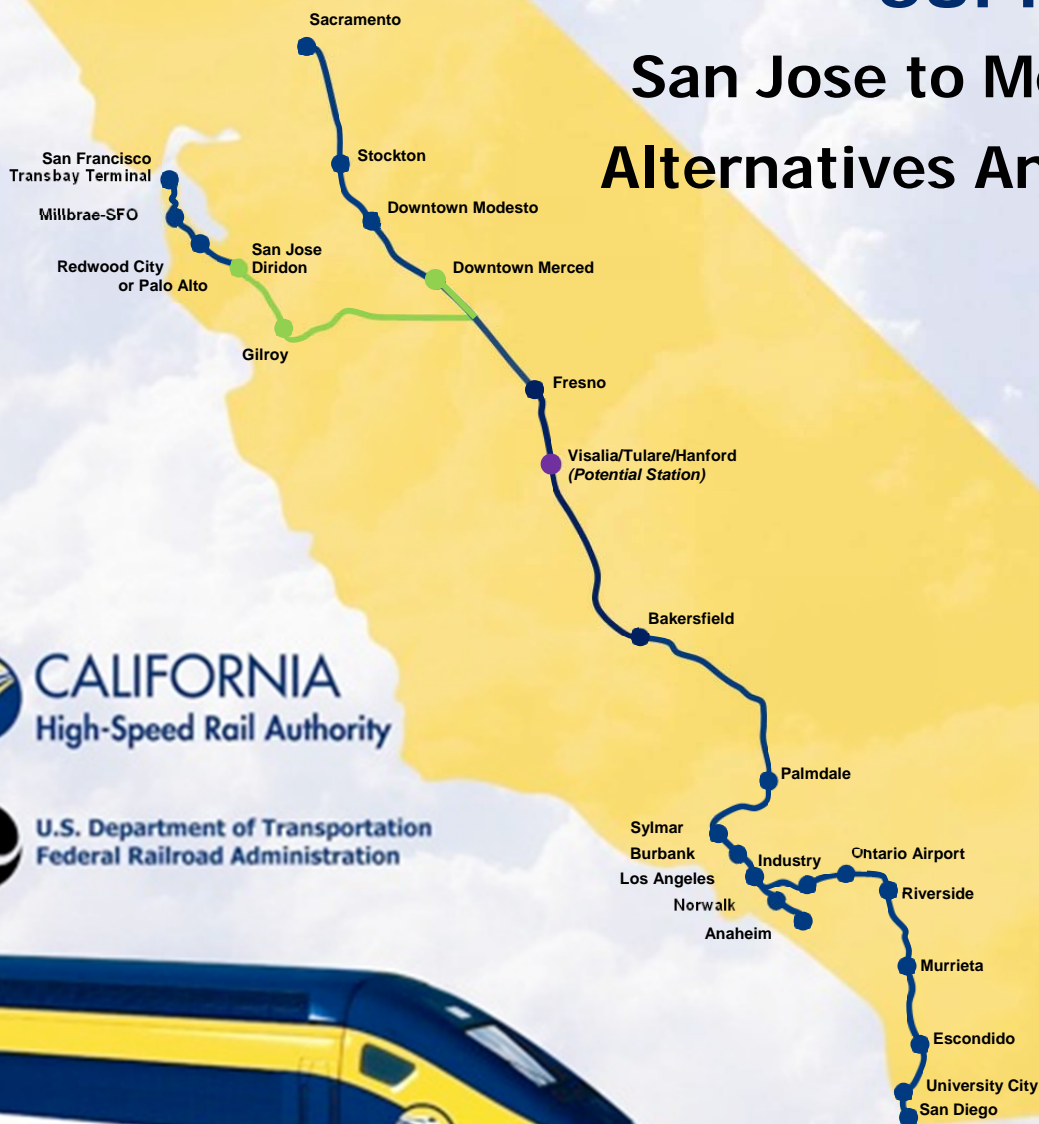 San Jose to
Alternatives
Sacramento
Stockton
San Francisco
Transbay Terminal
Downtown Modesto
Millbrae-SFO
San Jose
Diridon
Downtown Merced
Redwood City
or Palo Alto
Gilroy
Fresno
Visalia/Tulare/Hanford
(Potential Station)
Bakersfield
CALIFORNIA
High-Speed Rail Authority
Palmdale
U.S. Department of Transportation
Federal Railroad Administration
Sylmar
Burbank
Industry
Ontario Airport
Los Angeles
Riverside
Norwalk
Anaheim
Murrieta
Escondido
University City
San Diego